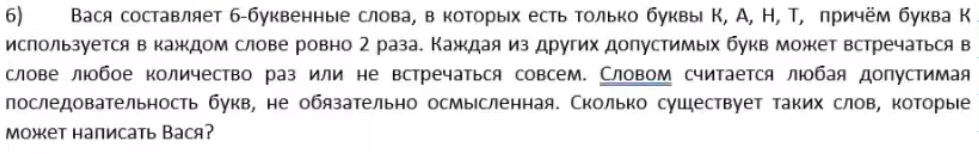 6) Вася составляет 6-буквенные слова, в которых есть только буквы К, А, Н, Т, причём буква К
используется в каждом слове ровно 2 раза. Каждая из других допустимых букв может встречаться в
слове любое количество раз или не встречаться совсем. Словом считается любая допустимая
последовательность букв, не обязательно осмысленная. Сколько существует таких слов, которые
может написать Вася?